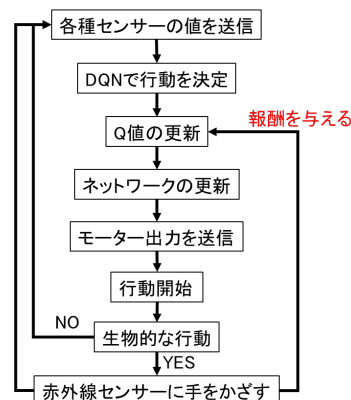 各種センサーの値を送信
DQNで行動を決定
報酬を与える
Q値の更新
ネットワークの更新
モーター出力を送信
行動開始
NO
生物的な行動
YES
赤外線センサーに手をかざす